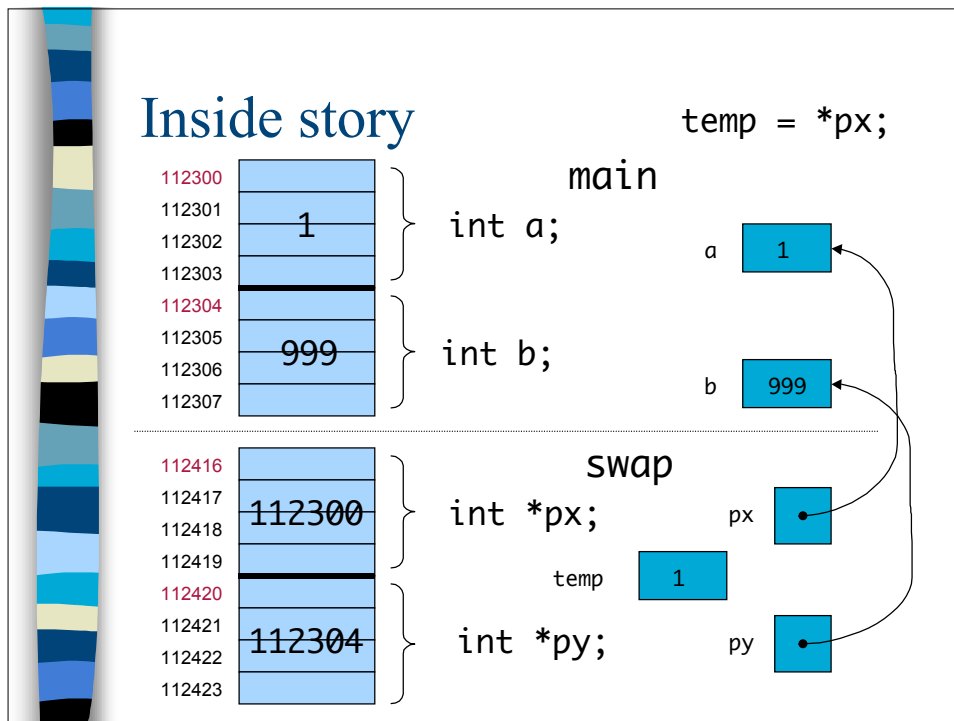 Inside story
temp = *px;
main
112300
112301
112302
112303
1
int a;
a
1
112304
112305
112306
112307
999
int b;
b
999
swap
112416
112417
112418
112419
112300
int *px;
px
temp
1
112420
112421
112422
112423
112304
int *py;
py